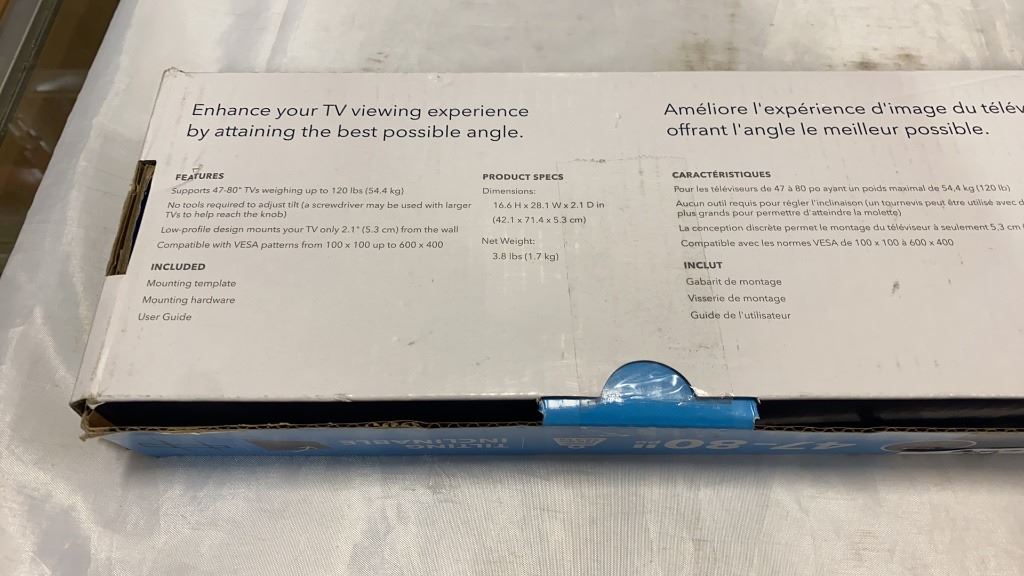 Enhance your TV viewing experience
by attaining the best possible angle.
FEATURES
Supports 47-80" TVs weighing up to 120 lbs (54.4 kg)
No tools required to adjust tilt (a screwdriver may be used with larger
TVs to help reach the knob)
Low-profile design mounts your TV only 2.1" (5.3 cm) from the wall
Compatible with VESA patterns from 100 x 100 up to 600 x 400
INCLUDED
Mounting template
Mounting hardware
User Guide
PRODUCT SPECS
Dimensions:
16.6 H x 28.1 W x 2.1 D in
(42.1 x 71.4 x 5.3 cm)
Net Weight:
3.8 lbs (1.7 kg)
Améliore l'expérience d'image du télév
offrant l'angle le meilleur possible.
CARACTÉRISTIQUES
Pour les téléviseurs de 47 à 80 po ayant un poids maximal de 54,4 kg (120 lb)
Aucun outil requis pour régler l'inclinaison (un tournevis peut être utilisé avec d
plus grands pour permettre d'atteindre la molette)
La conception discrète permet le montage du téléviseur à seulement 5,3 cm
Compatible avec les normes VESA de 100 x 100 à 600 x 400
INCLUT
Gabarit de montage
Visserie de montage
Guide de l'utilisateur
47-80"
TILTING
INCLINABLE